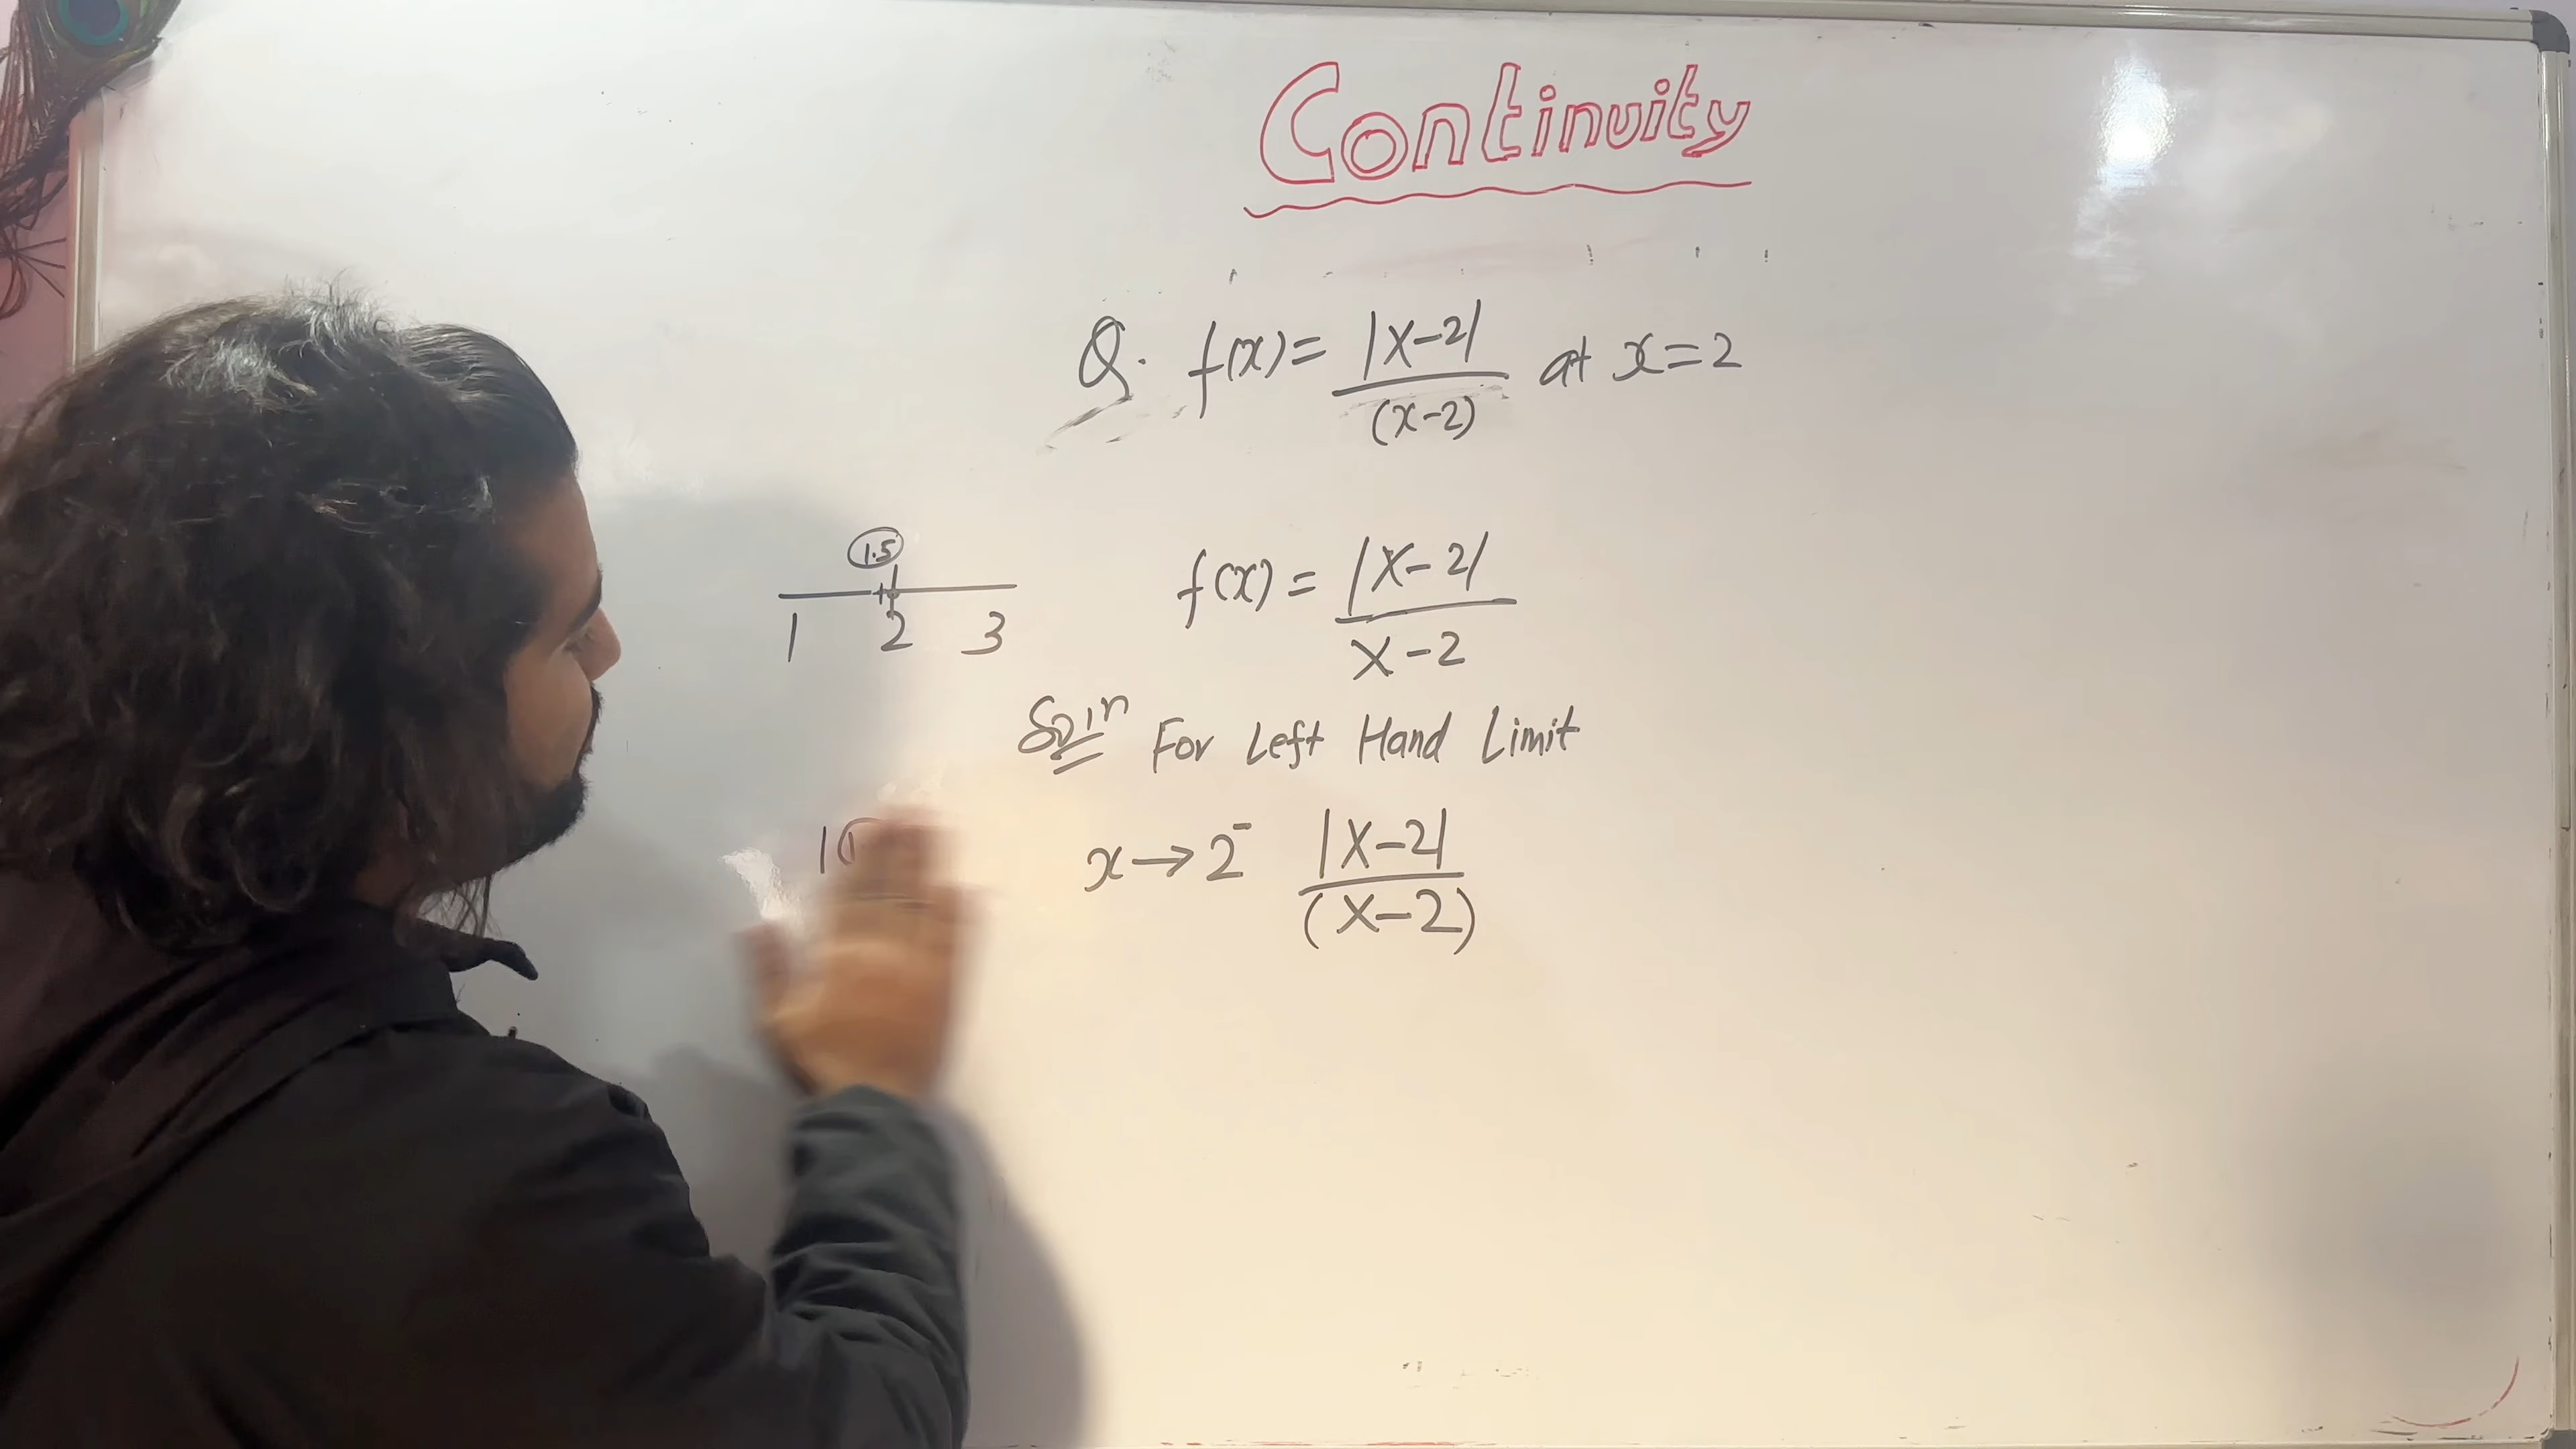 Continuity
Q. f(x) = |x-2| / (x-2) at x=2
1.5
1 2 3
f(x) = |x-2| / x-2
Soln For Left Hand Limit
x→2⁻ |x-2| / (x-2)